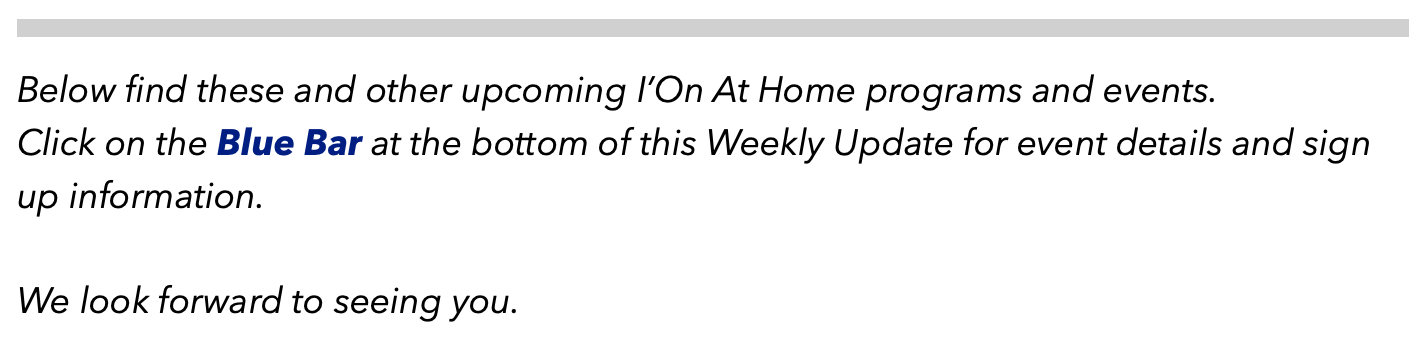 Below find these and other upcoming I’On At Home programs and events.
Click on the Blue Bar at the bottom of this Weekly Update for event details and sign
up information.
We look forward to seeing you.